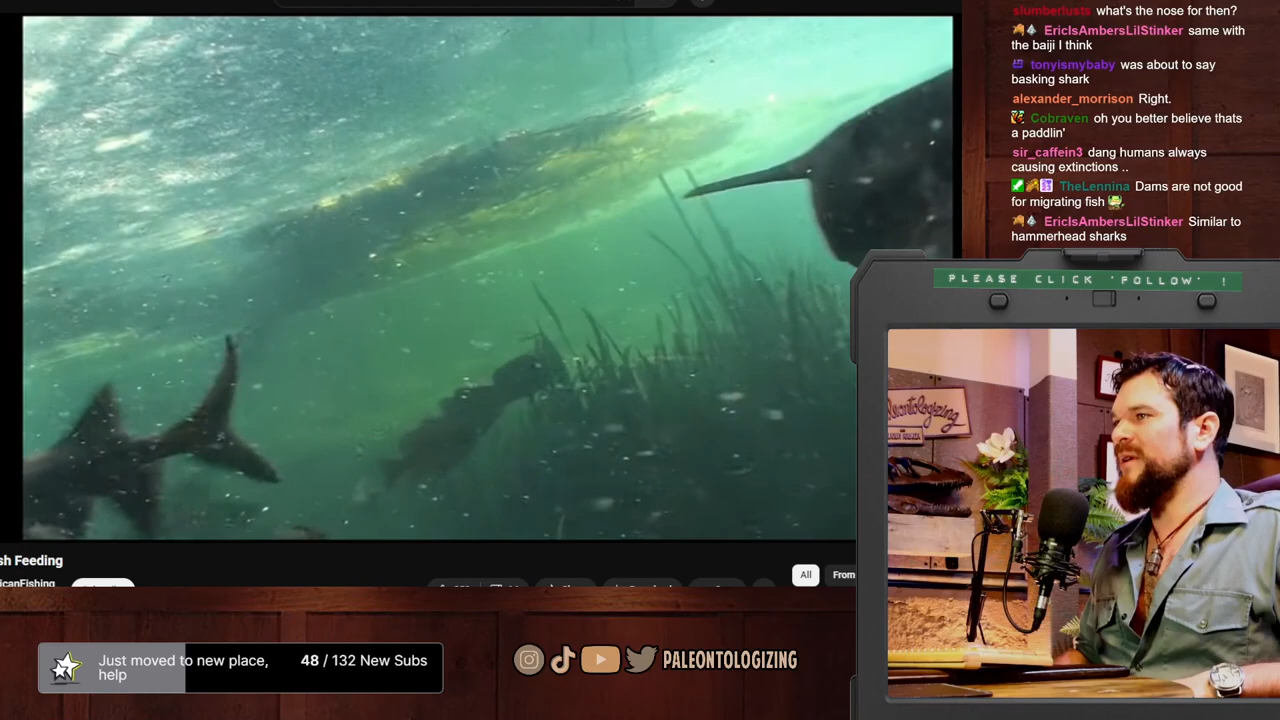 slumberlusts what's the nose for then?
EricIsAmbersLilStinker same with
the baiji I think
tonyismybaby was about to say
basking shark
alexander_morrison Right.
Cobraven oh you better believe thats
a paddlin'
sir_caffein3 dang humans always
causing extinctions ..
TheLennina Dams are not good
for migrating fish
EricIsAmbersLilStinker Similar to
hammerhead sharks
PLEASE CLICK 'FOLLOW' !
sh Feeding
icanFishing
All From
Just moved to new place,
help
48 / 132 New Subs
PALEONTOLOGIZING